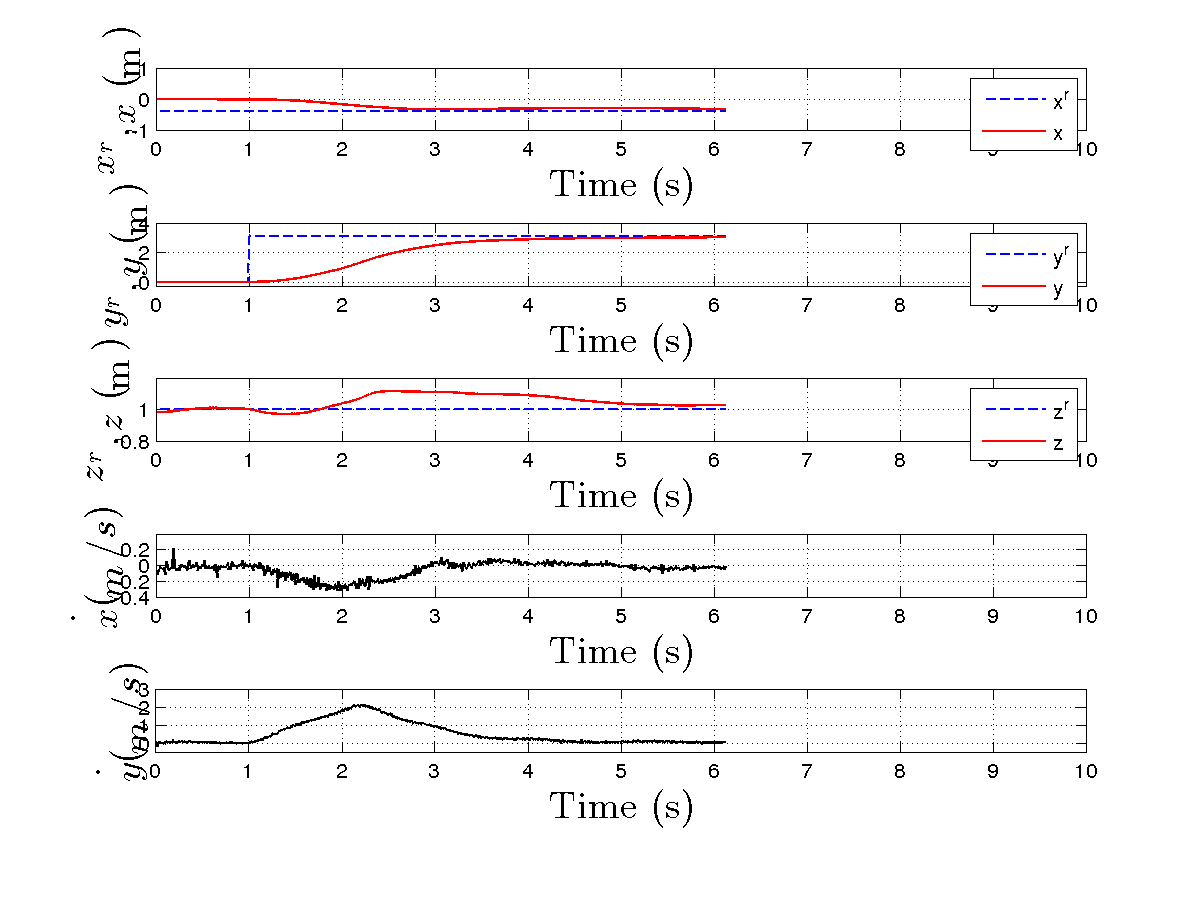 x^r, x (m)
1
0
-1
0 1 2 3 4 5 6 7 8 9 10
x^r
x
Time (s)
y^r, y (m)
4
2
0
0 1 2 3 4 5 6 7 8 9 10
y^r
y
Time (s)
z^r, z (m)
1
0.8
0 1 2 3 4 5 6 7 8 9 10
z^r
z
Time (s)
ẋ(m/s)
0.2
0
-0.2
-0.4
0 1 2 3 4 5 6 7 8 9 10
Time (s)
ẏ(m/s)
3
2
1
0
0 1 2 3 4 5 6 7 8 9 10
Time (s)